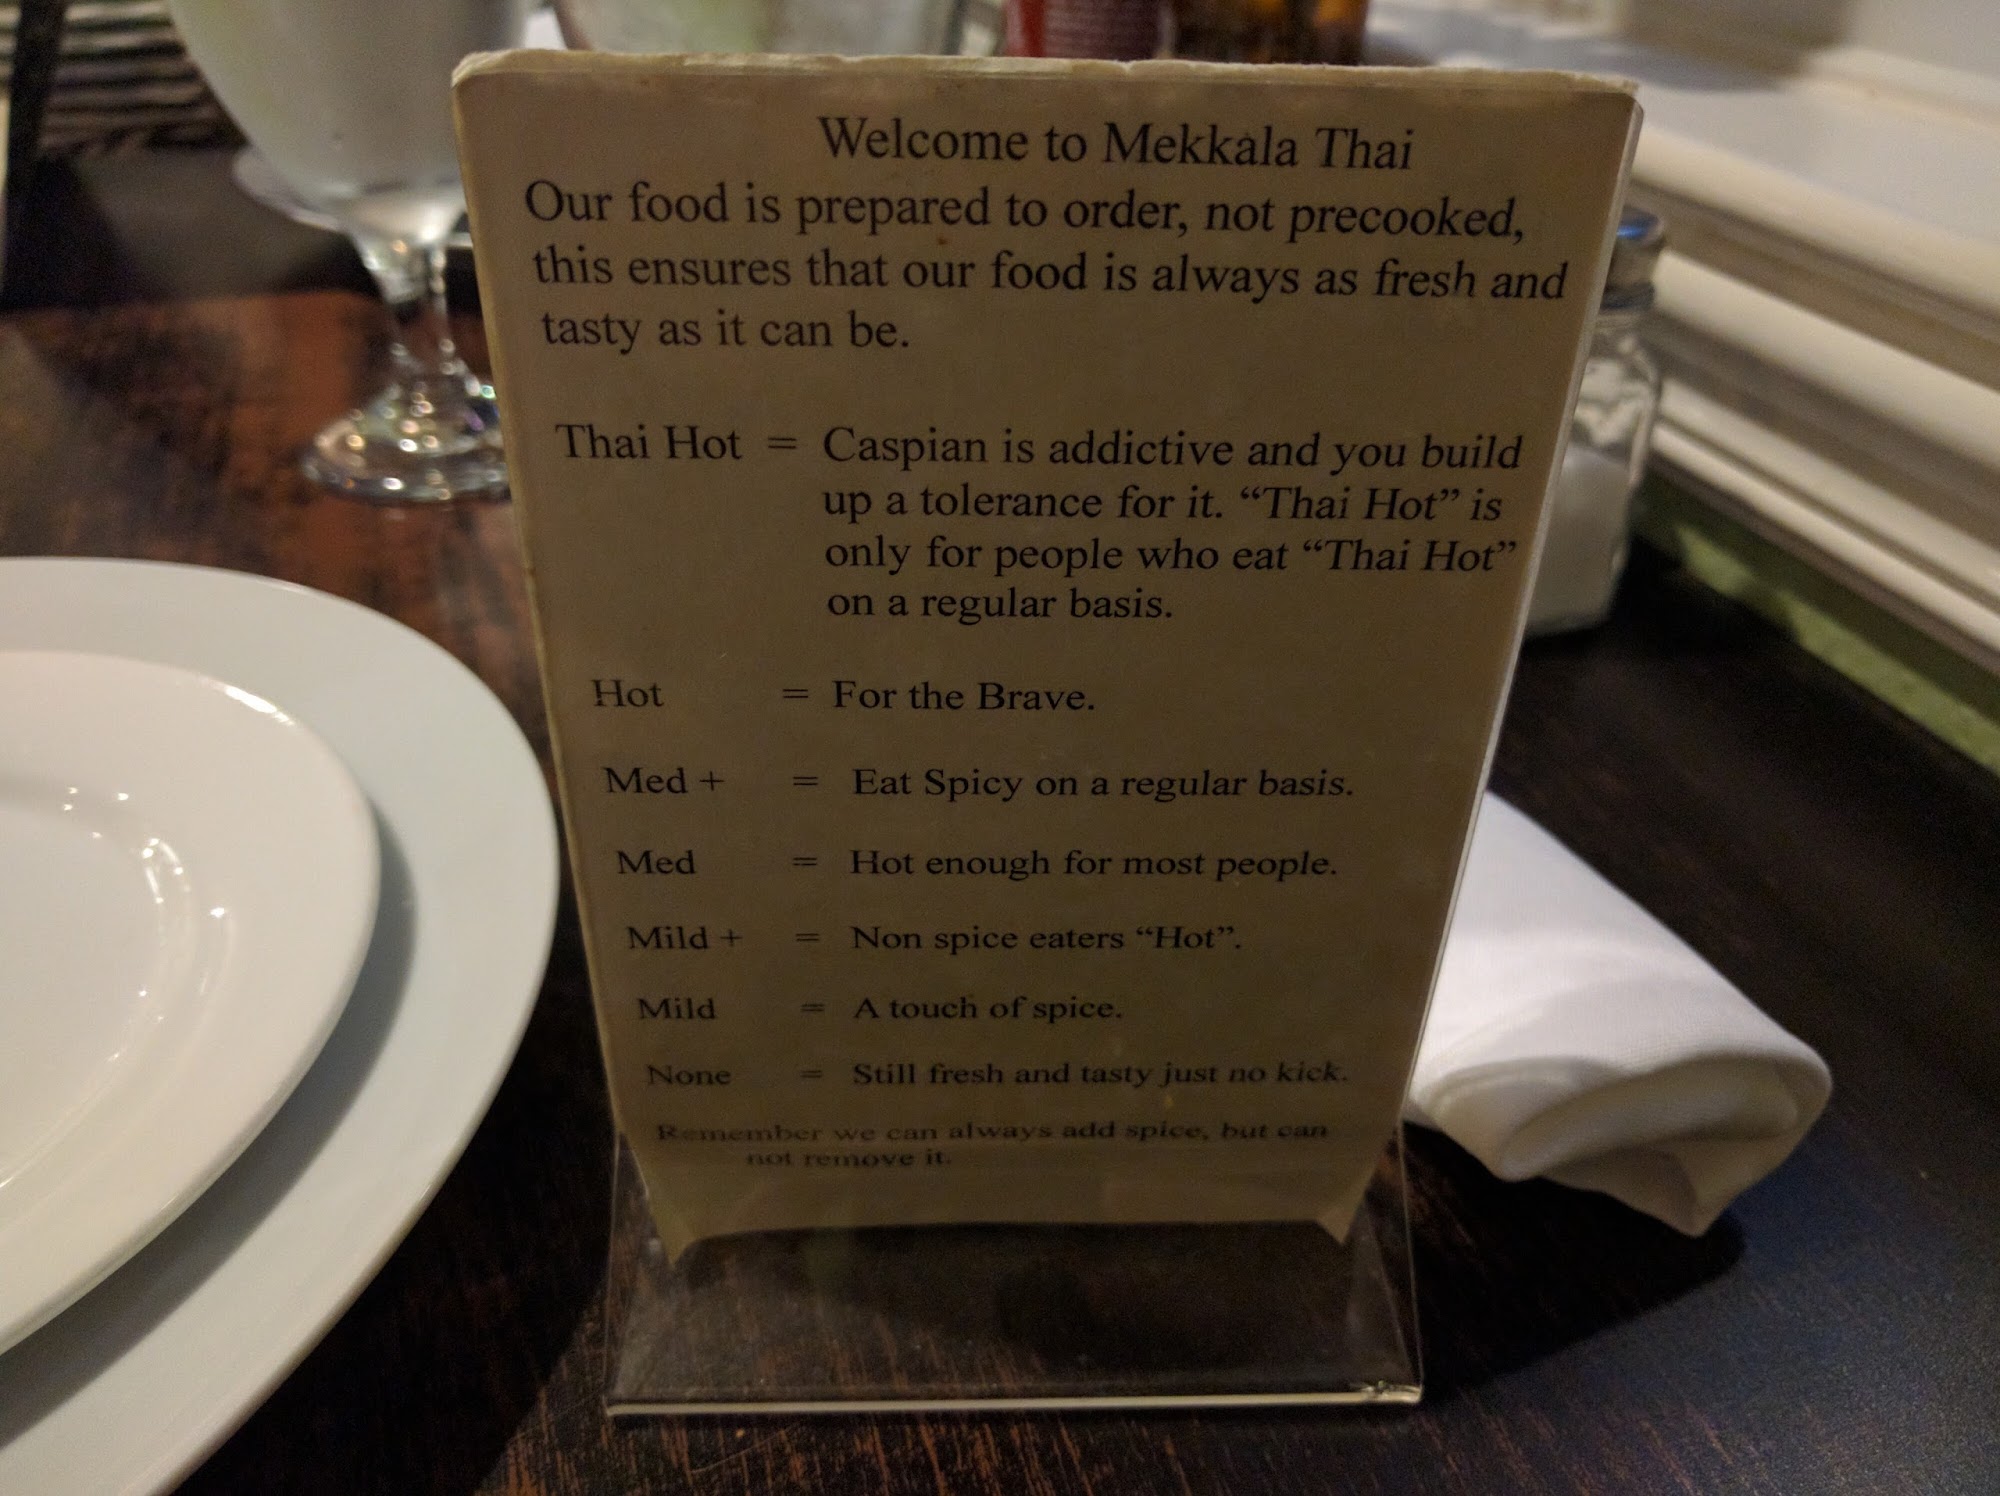 Welcome to Mekkala Thai
Our food is prepared to order, not precooked,
this ensures that our food is always as fresh and
tasty as it can be.
Thai Hot = Caspian is addictive and you build
up a tolerance for it. “Thai Hot” is
only for people who eat “Thai Hot”
on a regular basis.
Hot = For the Brave.
Med + = Eat Spicy on a regular basis.
Med = Hot enough for most people.
Mild + = Non spice eaters “Hot”.
Mild = A touch of spice.
None = Still fresh and tasty just no kick.
Remember we can always add spice, but can
not remove it.